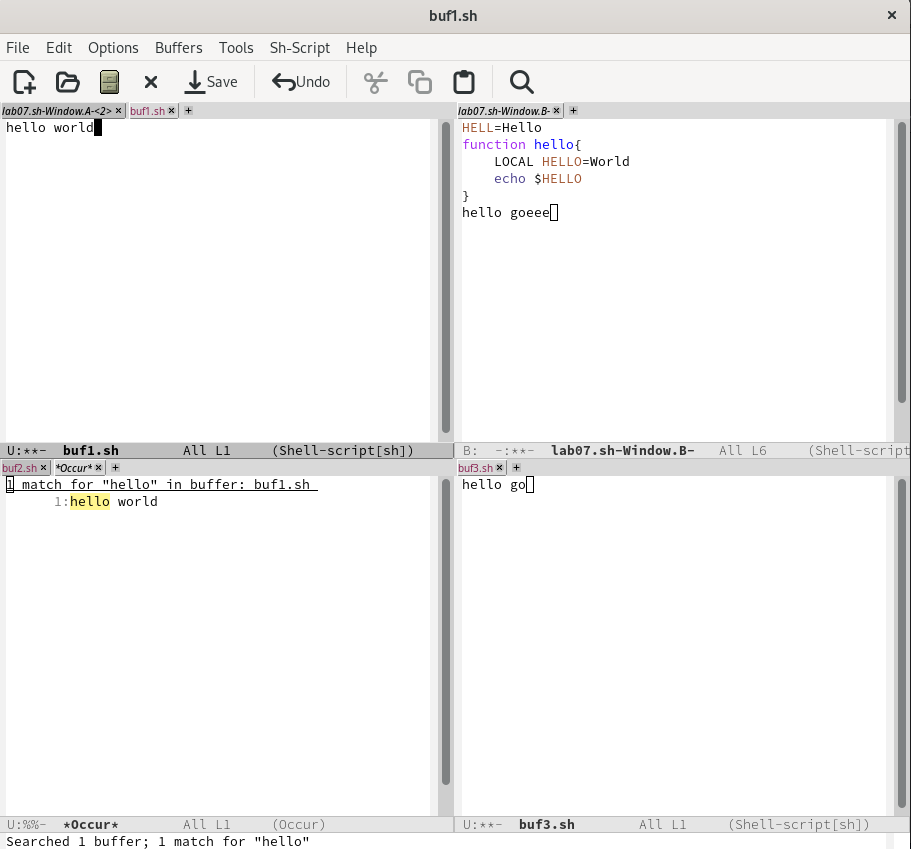 buf1.sh
File Edit Options Buffers Tools Sh-Script Help
Save Undo
lab07.sh-Window.A-<2> buf1.sh
hello world
U:**- buf1.sh All L1 (Shell-script[sh])
lab07.sh-Window.B-
HELL=Hello
function hello{
    LOCAL HELLO=World
    echo $HELLO
}
hello goeee
B: -:**- lab07.sh-Window.B- All L6 (Shell-script
buf2.sh *Occur*
1 match for "hello" in buffer: buf1.sh
      1:hello world
U:%%- *Occur* All L1 (Occur)
buf3.sh
hello go
U:**- buf3.sh All L1 (Shell-script[sh])
Searched 1 buffer; 1 match for "hello"